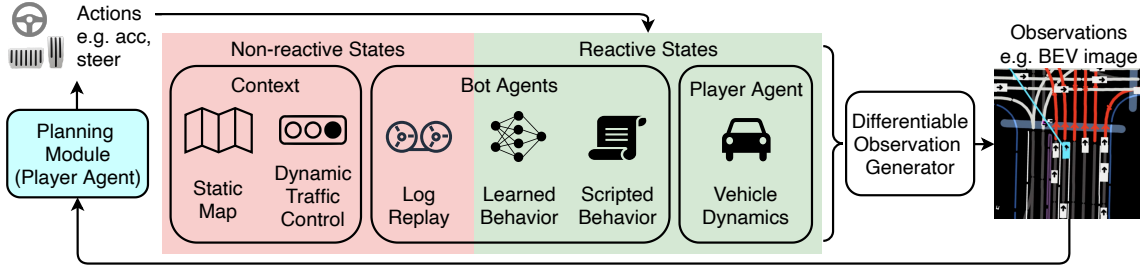 Actions
e.g. acc,
steer
Planning
Module
(Player Agent)
Non-reactive States
Reactive States
Context
Static
Map
Dynamic
Traffic
Control
Bot Agents
Log
Replay
Learned
Behavior
Scripted
Behavior
Player Agent
Vehicle
Dynamics
Differentiable
Observation
Generator
Observations
e.g. BEV image